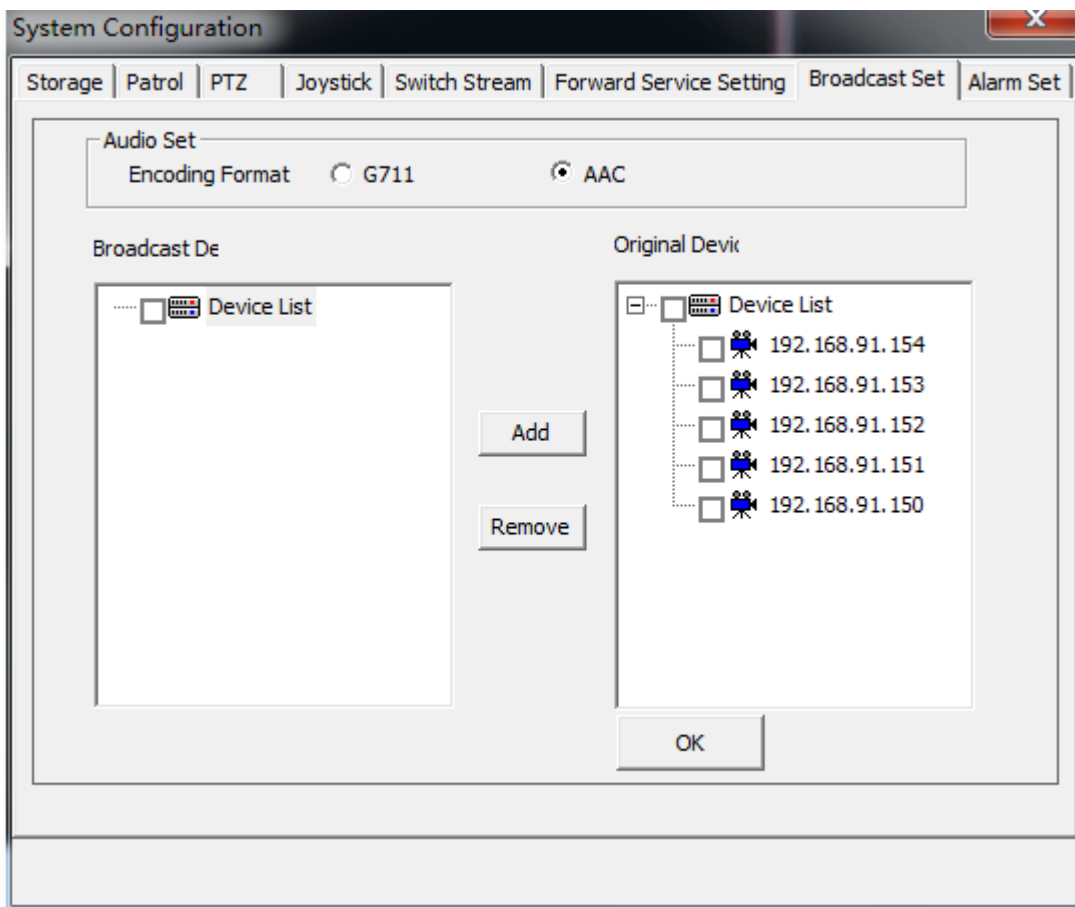 System Configuration
X
Storage Patrol PTZ Joystick Switch Stream Forward Service Setting Broadcast Set Alarm Set
Audio Set
Encoding Format G711 AAC
Broadcast De
Original Devic
Device List
Device List
192.168.91.154
192.168.91.153
192.168.91.152
192.168.91.151
192.168.91.150
Add
Remove
OK